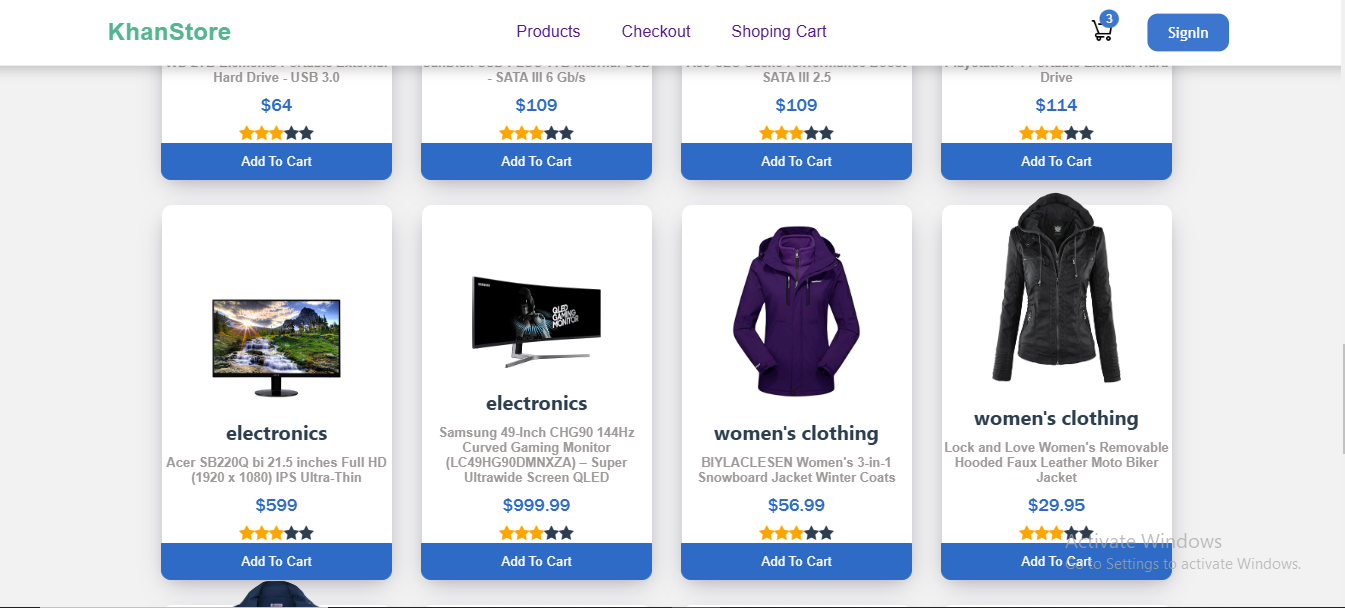 KhanStore
Products
Checkout
Shoping Cart
3
SignIn
Hard Drive - USB 3.0
$64
Add To Cart
- SATA III 6 Gb/s
$109
Add To Cart
SATA III 2.5
$109
Add To Cart
Drive
$114
Add To Cart
electronics
Acer SB220Q bi 21.5 inches Full HD
(1920 x 1080) IPS Ultra-Thin
$599
Add To Cart
QLED
GAMING
MONITOR
electronics
Samsung 49-Inch CHG90 144Hz
Curved Gaming Monitor
(LC49HG90DMNXZA) – Super
Ultrawide Screen QLED
$999.99
Add To Cart
women's clothing
BIYLACLESEN Women's 3-in-1
Snowboard Jacket Winter Coats
$56.99
Add To Cart
women's clothing
Lock and Love Women's Removable
Hooded Faux Leather Moto Biker
Jacket
$29.95
Add To Cart
Activate Windows
Go to Settings to activate Windows.